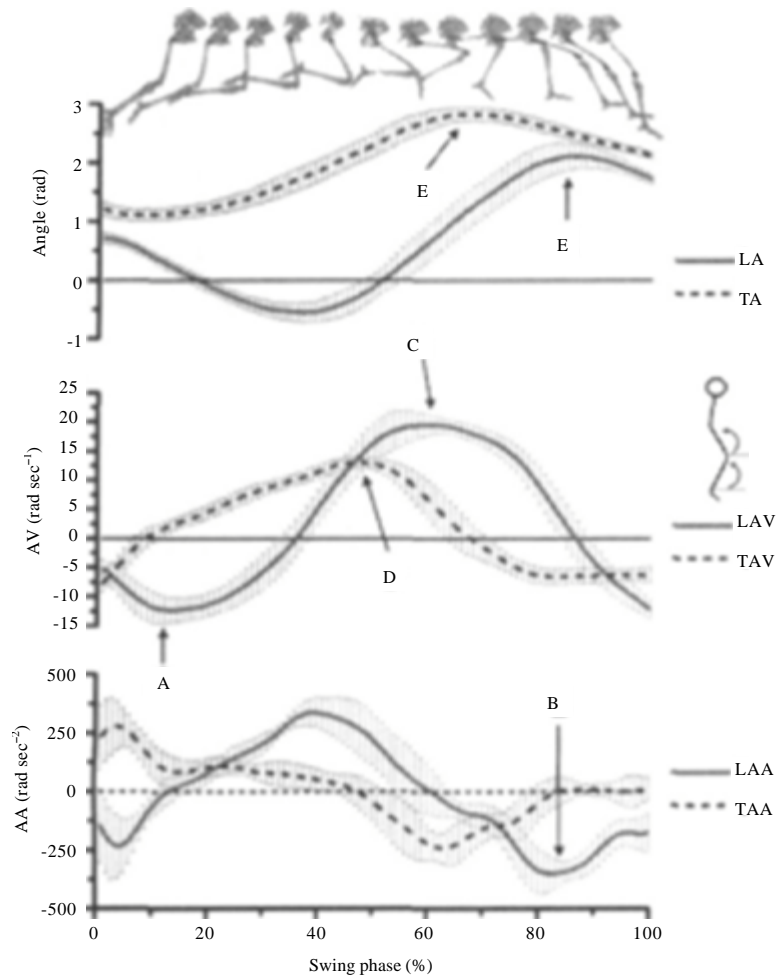 3
2
1
0
-1
Angle (rad)
E
E
LA
TA
C
25
20
15
10
5
0
-5
-10
-15
AV (rad sec⁻¹)
D
A
LAV
TAV
500
250
0
-250
-500
AA (rad sec⁻²)
B
LAA
TAA
0 20 40 60 80 100
Swing phase (%)